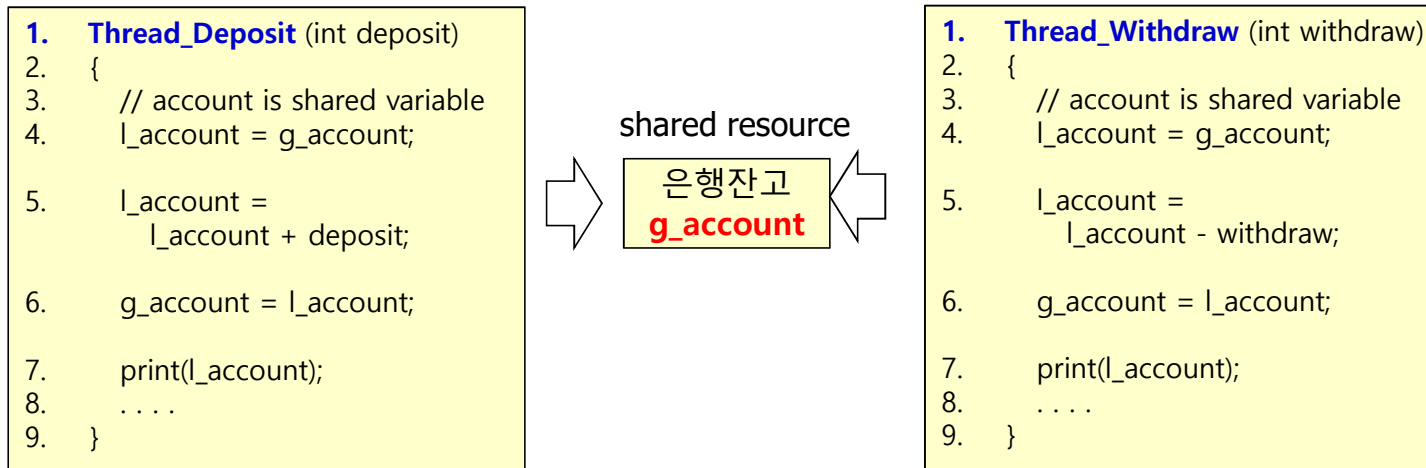 1. Thread_Deposit (int deposit)
2. {
3. // account is shared variable
4. l_account = g_account;
5. l_account =
l_account + deposit;
6. g_account = l_account;
7. print(l_account);
8. . . . .
9. }
shared resource
은행잔고
g_account
1. Thread_Withdraw (int withdraw)
2. {
3. // account is shared variable
4. l_account = g_account;
5. l_account =
l_account - withdraw;
6. g_account = l_account;
7. print(l_account);
8. . . . .
9. }